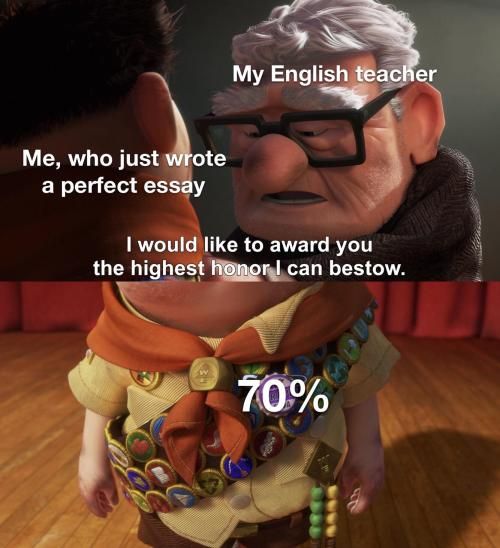 My English teacher
Me, who just wrote
a perfect essay
I would like to award you
the highest honor I can bestow.
70%